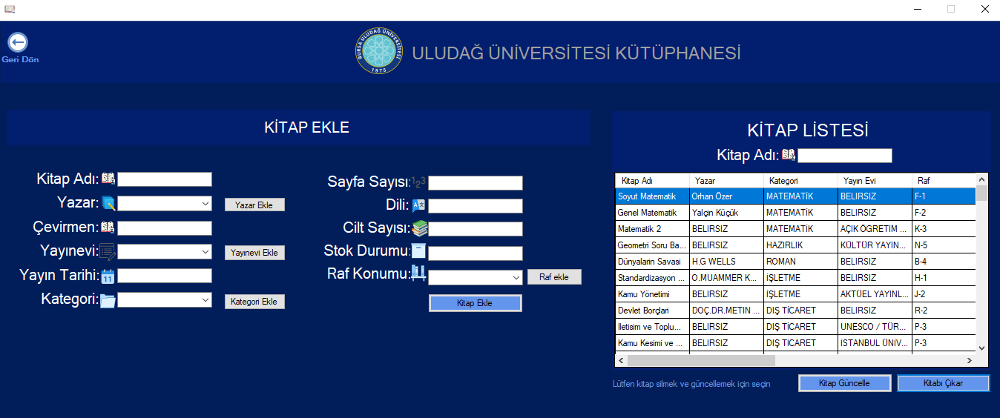 BURSA ULUDAĞ ÜNİVERSİTESİ
1975
ULUDAĞ ÜNİVERSİTESİ KÜTÜPHANESİ
Geri Dön
KİTAP EKLE
Kitap Adı:
Yazar:
Yazar Ekle
Çevirmen:
Yayınevi:
Yayınevi Ekle
Yayın Tarihi:
11
Kategori:
Kategori Ekle
Sayfa Sayısı:
123
Dili:
Cilt Sayısı:
Stok Durumu:
Raf Konumu:
Raf ekle
Kitap Ekle
KİTAP LİSTESİ
Kitap Adı:
Kitap Adı Yazar Kategori Yayın Evi Raf
Soyut Matematik Orhan Özer MATEMATİK BELIRSIZ F-1
Genel Matematik Yalçin Küçük MATEMATİK BELIRSIZ F-2
Matematik 2 BELIRSIZ MATEMATİK AÇIK ÖGRETIM ... K-3
Geometri Soru Ba... BELIRSIZ HAZIRLIK KÜLTÜR YAYIN... N-5
Dünyalarin Savasi H.G WELLS ROMAN BELIRSIZ B-4
Standardizasyon ... O.MUAMMER K... İŞLETME BELIRSIZ H-1
Kamu Yönetimi BELIRSIZ İŞLETME AKTÜEL YAYINL... J-2
Devlet Borçlari DOÇ.DR.METIN ... DIŞ TİCARET BELIRSIZ R-2
Iletisim ve Toplu... BELIRSIZ DIŞ TİCARET UNESCO / TÜR... P-3
Kamu Kesimi ve ... BELIRSIZ DIŞ TİCARET İSTANBUL ÜNİV... P-3
Lütfen kitap silmek ve güncellemek için seçin
Kitap Güncelle
Kitabı Çıkar